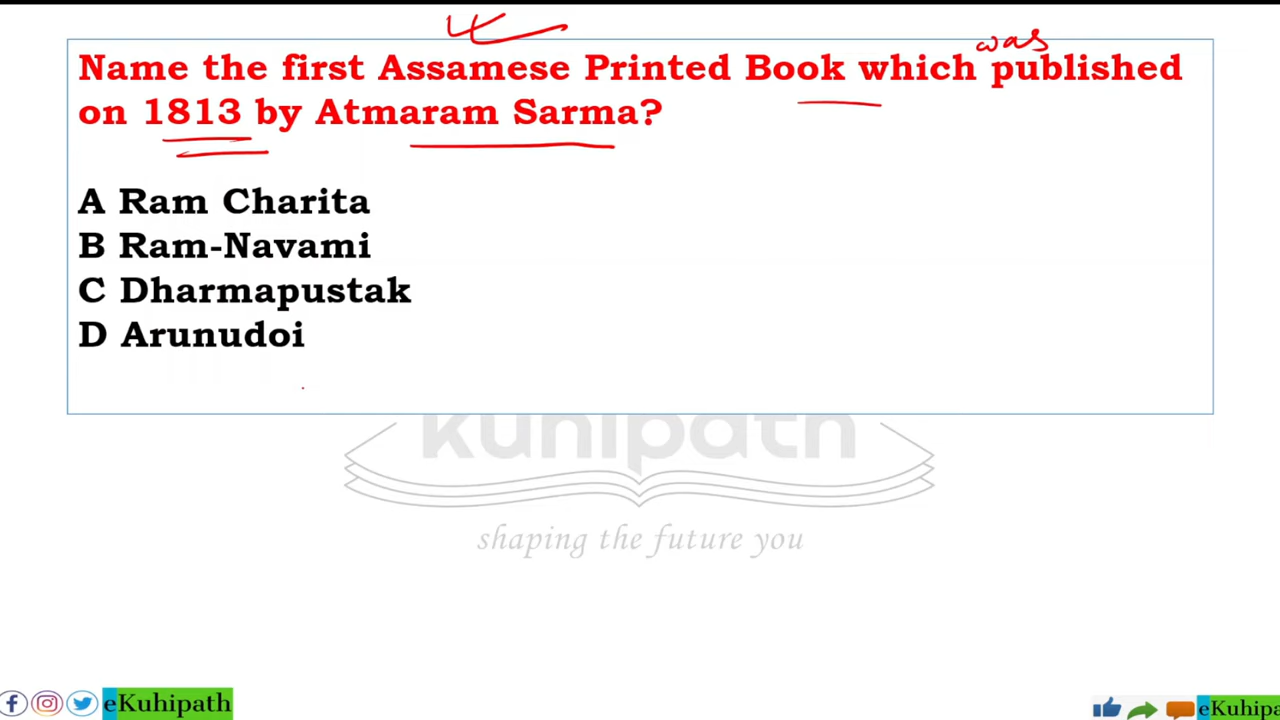 was
Name the first Assamese Printed Book which published
on 1813 by Atmaram Sarma?
A Ram Charita
B Ram-Navami
C Dharmapustak
D Arunudoi
kuhipath
shaping the future you
eKuhipath
eKuhipa